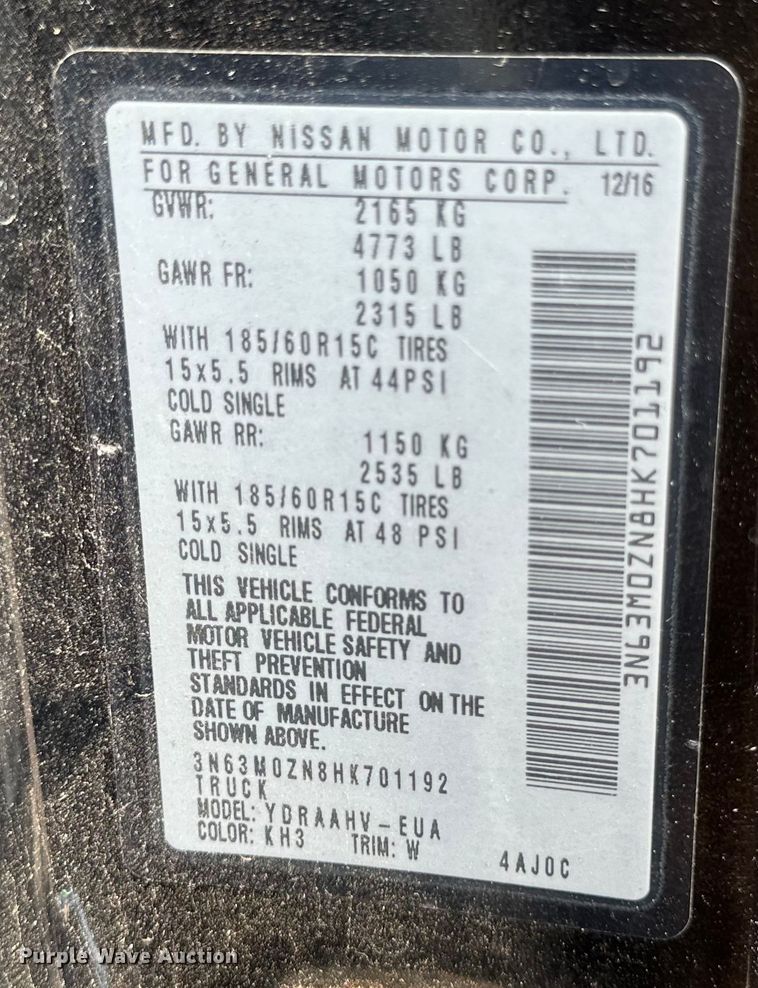 MFD. BY NISSAN MOTOR CO., LTD.
FOR GENERAL MOTORS CORP. 12/16
GVWR: 2165 KG
4773 LB
GAWR FR: 1050 KG
2315 LB
WITH 185/60R15C TIRES
15x5.5 RIMS AT 44PSI
COLD SINGLE
GAWR RR: 1150 KG
2535 LB
WITH 185/60R15C TIRES
15x5.5 RIMS AT 48 PSI
COLD SINGLE
THIS VEHICLE CONFORMS TO
ALL APPLICABLE FEDERAL
MOTOR VEHICLE SAFETY AND
THEFT PREVENTION
STANDARDS IN EFFECT ON THE
DATE OF MANUFACTURE
SHOWN ABOVE.
3N63M0ZN8HK701192
TRUCK
MODEL: YDRAAHV-EUA
COLOR: KH3 TRIM: W 4AJ0C
3N63M0ZN8HK701192
Purple Wave Auction